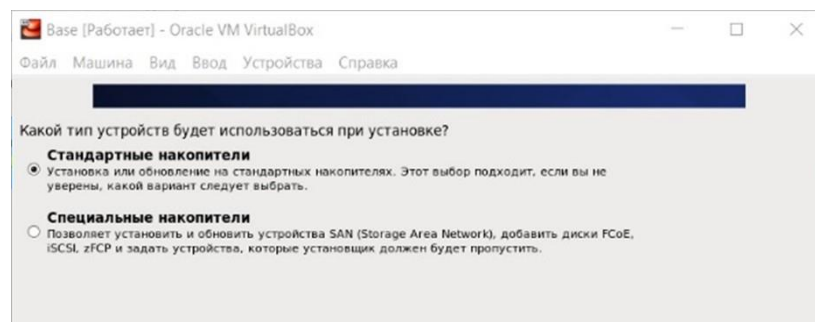 Base [Работает] - Oracle VM VirtualBox
Файл Машина Вид Ввод Устройства Справка
Какой тип устройств будет использоваться при установке?
Стандартные накопители
Установка или обновление на стандартных накопителях. Этот выбор подходит, если вы не
уверены, какой вариант следует выбрать.
Специальные накопители
Позволяет установить и обновить устройства SAN (Storage Area Network), добавить диски FCoE,
iSCSI, zFCP и задать устройства, которые установщик должен будет пропустить.